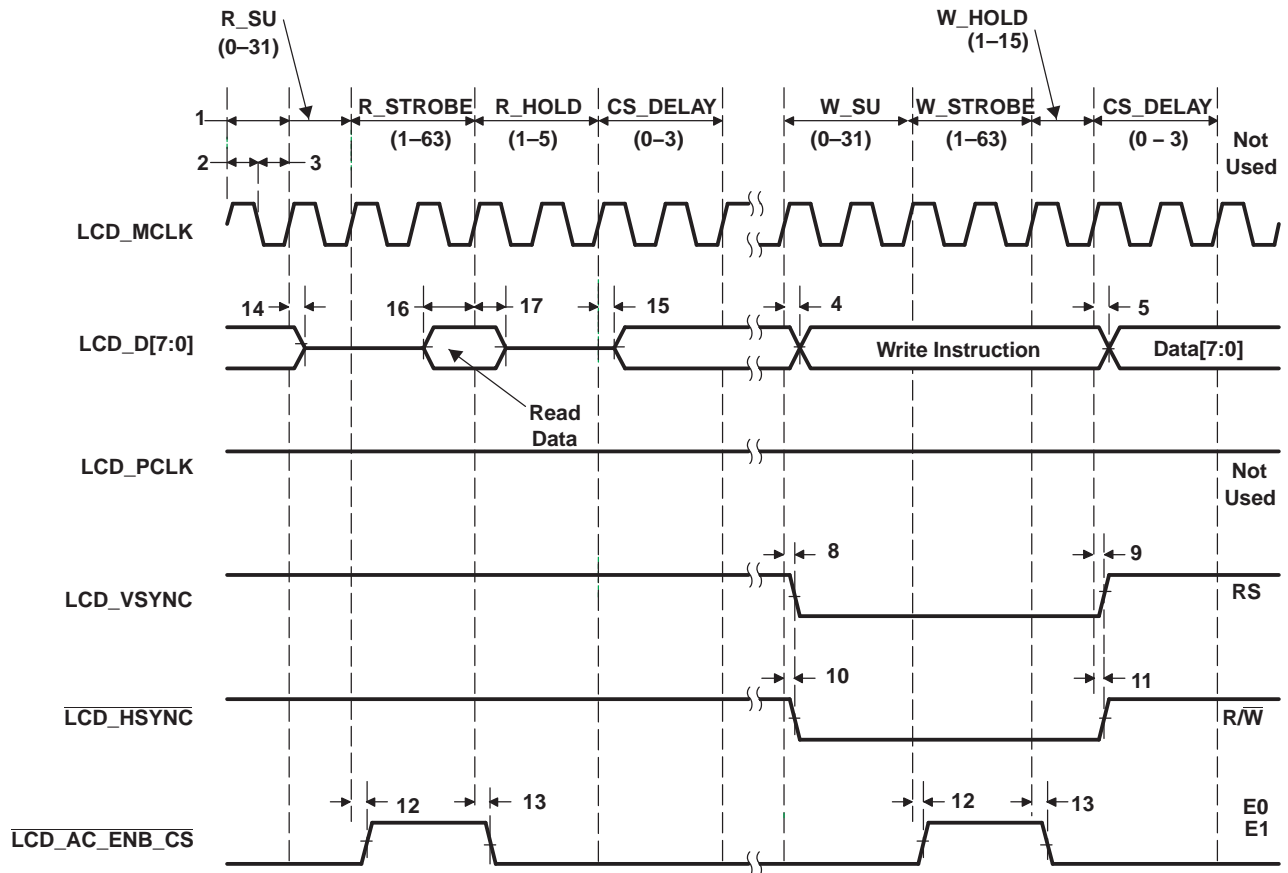 R_SU
(0–31)
W_HOLD
(1–15)
1
R_STROBE
(1–63)
R_HOLD
(1–5)
CS_DELAY
(0–3)
W_SU
(0–31)
W_STROBE
(1–63)
CS_DELAY
(0 – 3)
Not
Used
2
3
LCD_MCLK
14
16
17
15
4
5
LCD_D[7:0]
Write Instruction
Data[7:0]
Read
Data
LCD_PCLK
Not
Used
8
9
LCD_VSYNC
RS
10
11
LCD_HSYNC
R/W
12
13
12
13
E0
E1
LCD_AC_ENB_CS